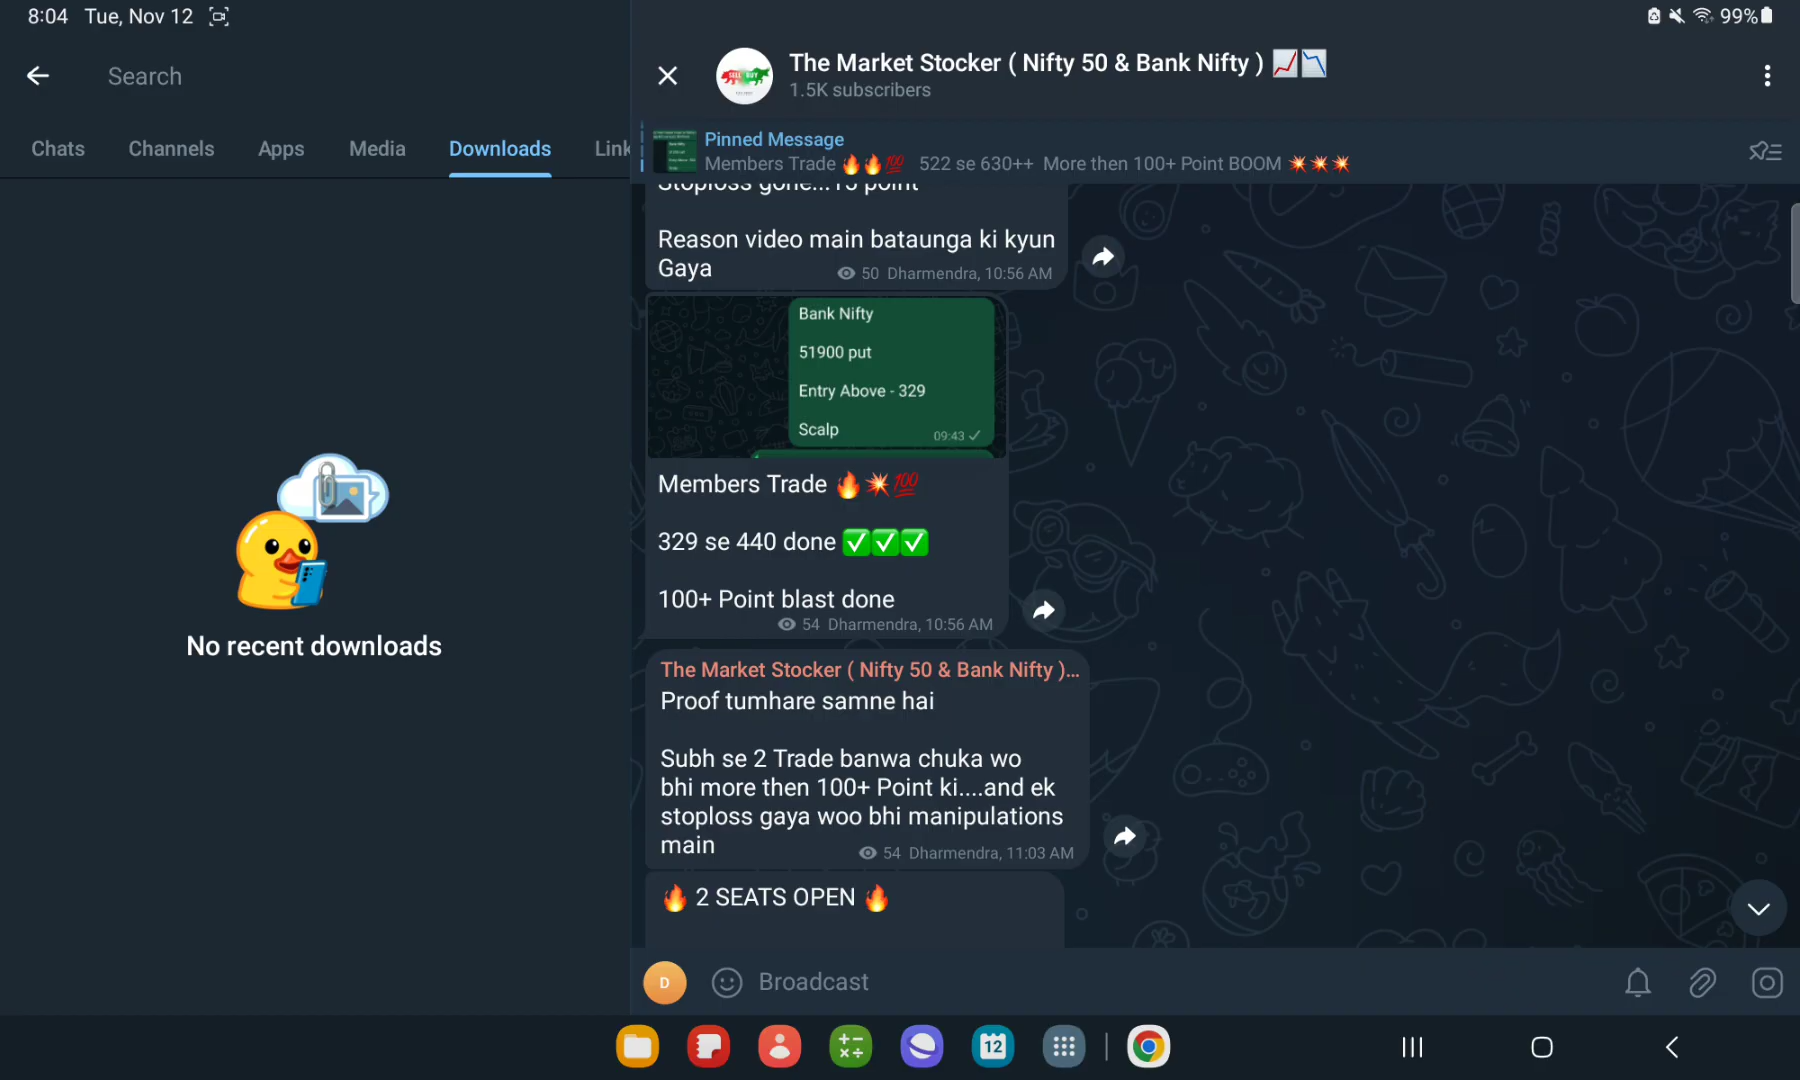 8:04 Tue, Nov 12
99%
Search
Chats Channels Apps Media Downloads Link
No recent downloads
The Market Stocker ( Nifty 50 & Bank Nifty ) 📈📉
1.5K subscribers
Pinned Message
Members Trade 🔥🔥💯 522 se 630++ More then 100+ Point BOOM 💥💥💥
Stoploss gone...15 point
Reason video main bataunga ki kyun
Gaya
50 Dharmendra, 10:56 AM
Bank Nifty
51900 put
Entry Above - 329
Scalp
09:43
Members Trade 🔥💥💯
329 se 440 done ✅✅✅
100+ Point blast done
54 Dharmendra, 10:56 AM
The Market Stocker ( Nifty 50 & Bank Nifty )...
Proof tumhare samne hai
Subh se 2 Trade banwa chuka wo
bhi more then 100+ Point ki....and ek
stoploss gaya woo bhi manipulations
main
54 Dharmendra, 11:03 AM
🔥 2 SEATS OPEN 🔥
D
Broadcast
12